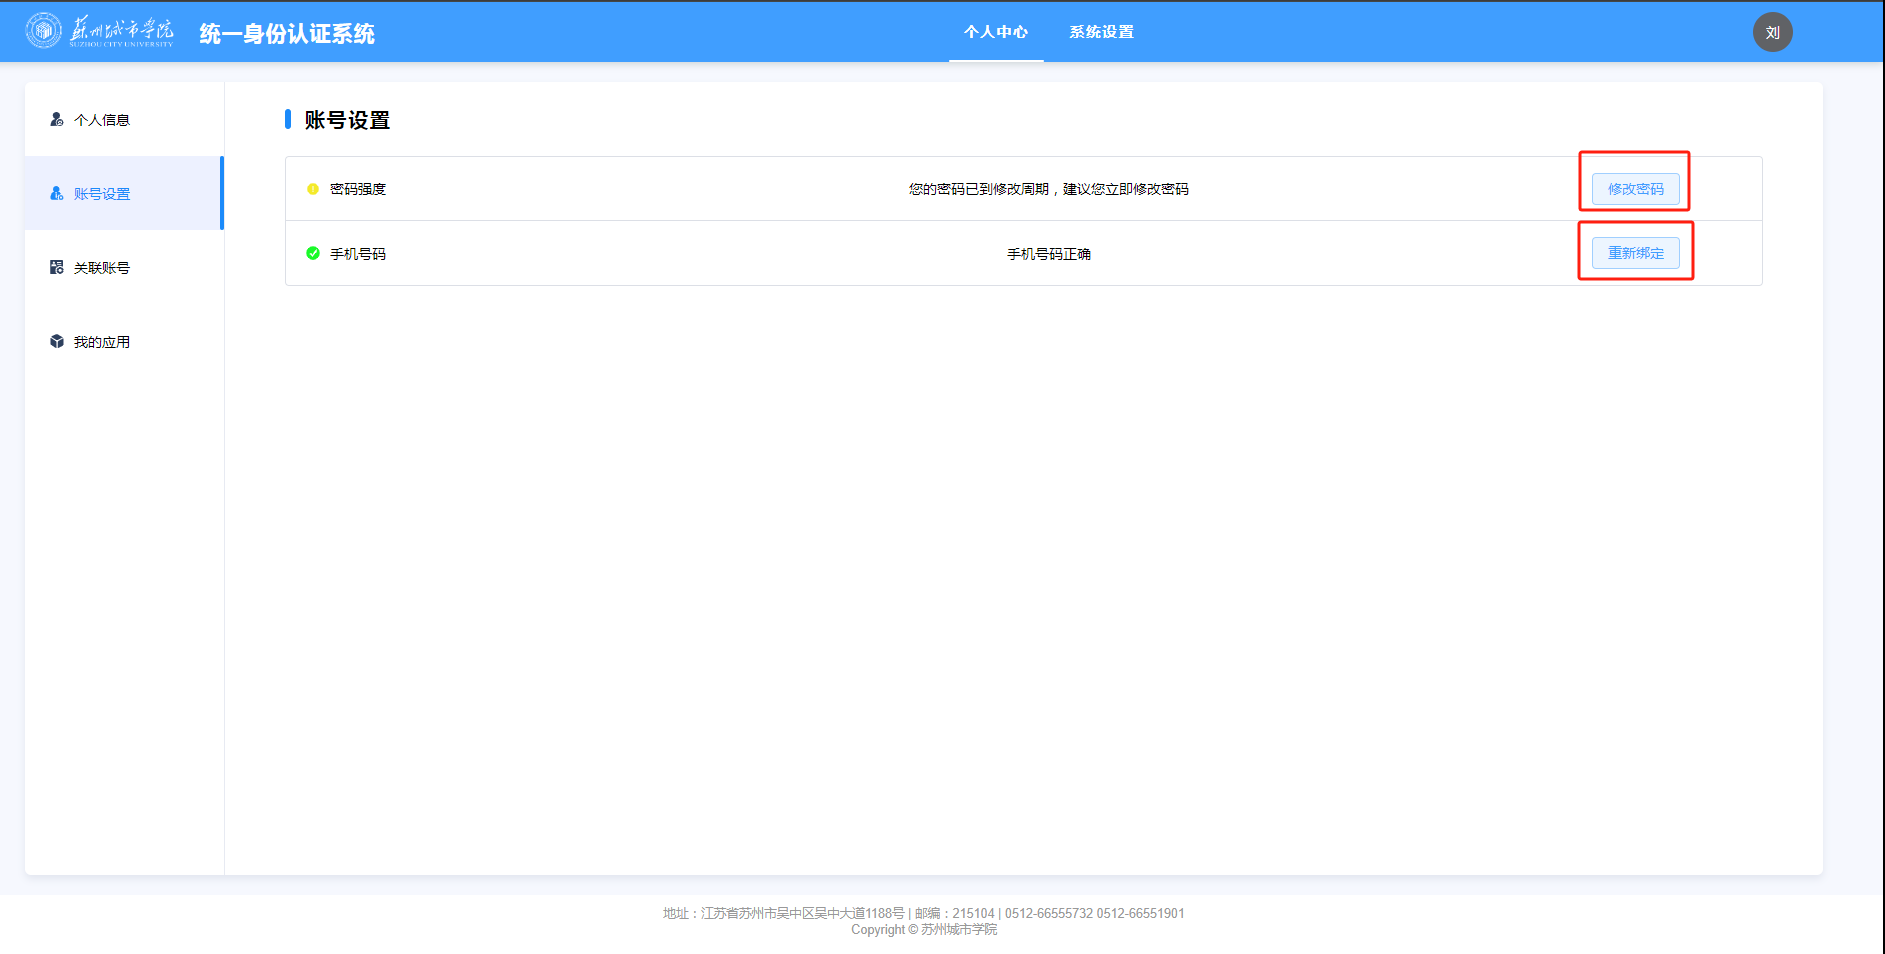 苏州城市学院
SUZHOU CITY UNIVERSITY
统一身份认证系统
个人中心
系统设置
刘
个人信息
账号设置
关联账号
我的应用
账号设置
密码强度
您的密码已到修改周期，建议您立即修改密码
修改密码
手机号码
手机号码正确
重新绑定
地址：江苏省苏州市吴中区吴中大道1188号 | 邮编：215104 | 0512-66555732 0512-66551901
Copyright © 苏州城市学院